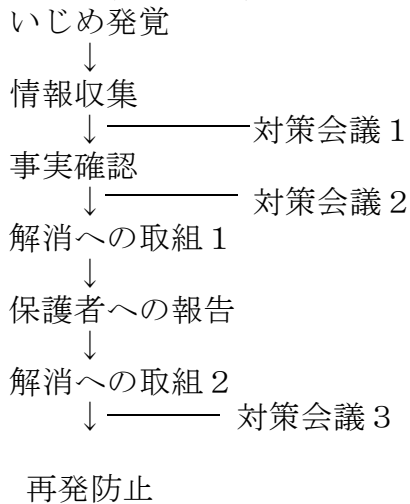 いじめ発覚
↓
情報収集
↓ 対策会議１
事実確認
↓ 対策会議２
解消への取組１
↓
保護者への報告
↓
解消への取組２
↓ 対策会議３
再発防止